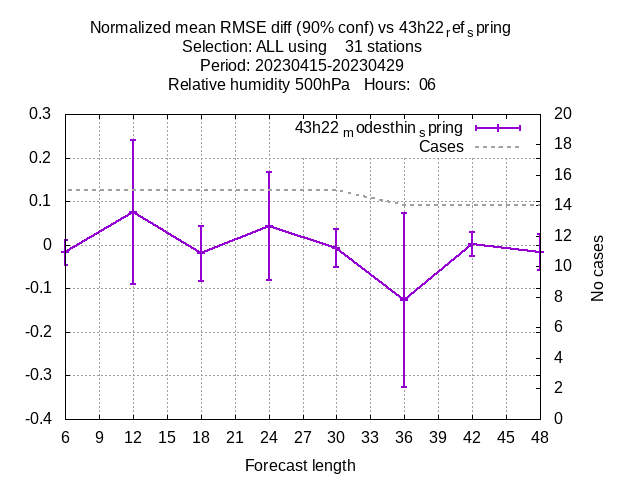 Normalized mean RMSE diff (90% conf) vs 43h22refspring
Selection: ALL using 31 stations
Period: 20230415-20230429
Relative humidity 500hPa Hours: 06
43h22modesthinspring
Cases
0.3
0.2
0.1
0
-0.1
-0.2
-0.3
-0.4
20
18
16
14
12
10
8
6
4
2
0
No cases
6 9 12 15 18 21 24 27 30 33 36 39 42 45 48
Forecast length